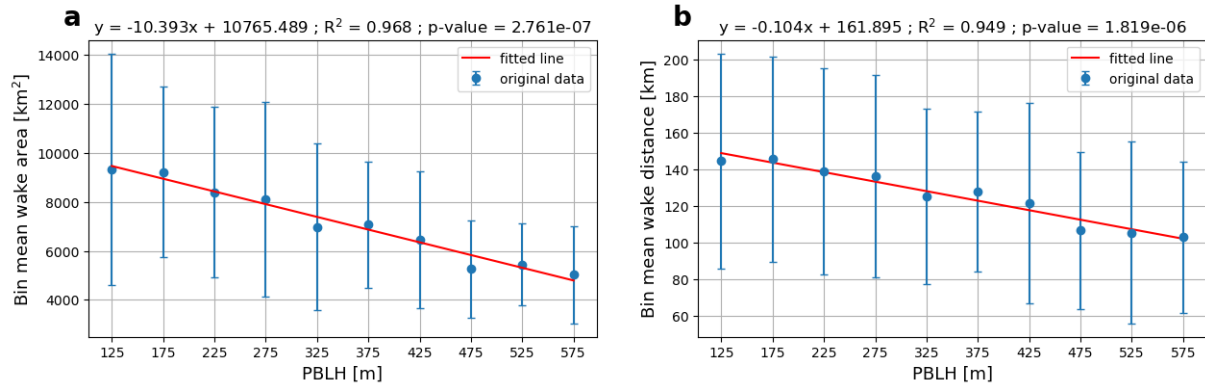 a
y = -10.393x + 10765.489 ; R² = 0.968 ; p-value = 2.761e-07
Bin mean wake area [km²]
14000
12000
10000
8000
6000
4000
fitted line
original data
125 175 225 275 325 375 425 475 525 575
PBLH [m]
b
y = -0.104x + 161.895 ; R² = 0.949 ; p-value = 1.819e-06
Bin mean wake distance [km]
200
180
160
140
120
100
80
60
fitted line
original data
125 175 225 275 325 375 425 475 525 575
PBLH [m]